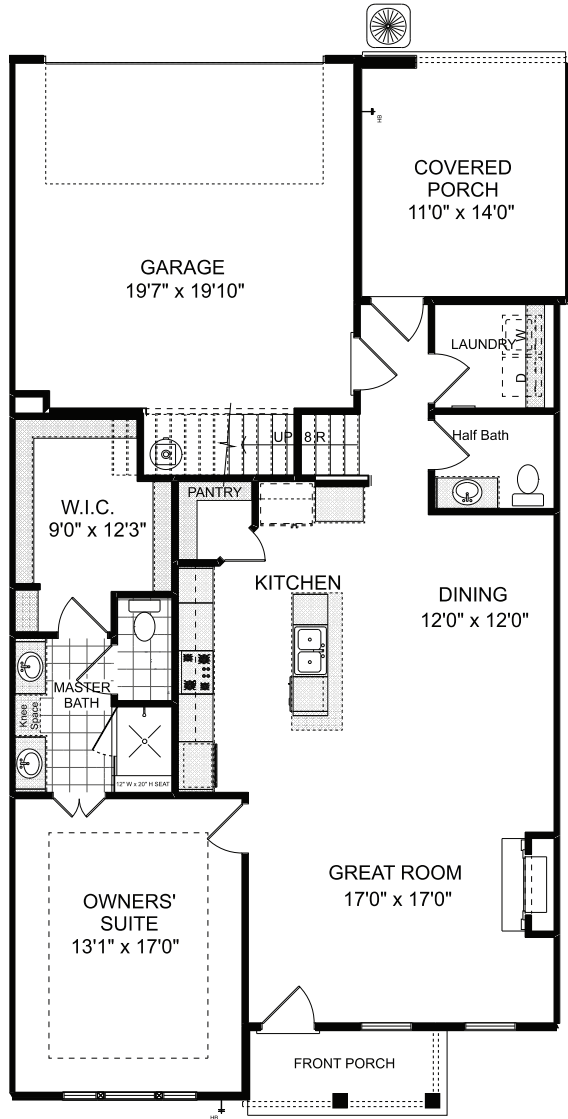 HB
COVERED
PORCH
11'0" x 14'0"
GARAGE
19'7" x 19'10"
LAUNDRY
W
D
UP 18 R
Half Bath
PANTRY
W.I.C.
9'0" x 12'3"
KITCHEN
DINING
12'0" x 12'0"
MASTER
BATH
Knee
Space
12" W x 20" H SEAT
GREAT ROOM
17'0" x 17'0"
OWNERS'
SUITE
13'1" x 17'0"
FRONT PORCH
HB